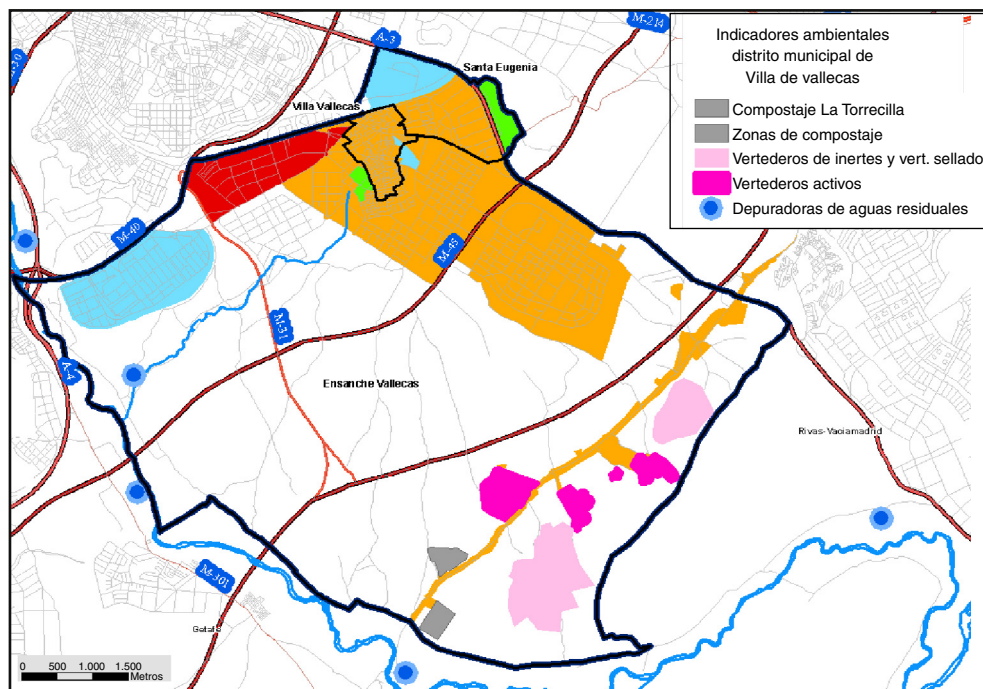 M-214
A-3
Santa Eugenia
Villa Vallecas
Indicadores ambientales
distrito municipal de
Villa de vallecas
Compostaje La Torrecilla
Zonas de compostaje
Vertederos de inertes y vert. sellado
Vertederos activos
Depuradoras de aguas residuales
M-40
M-45
M-31
A-4
Ensanche Vallecas
Rivas-Vaciamadrid
M-301
Getafe
0 500 1.000 1.500
Metros